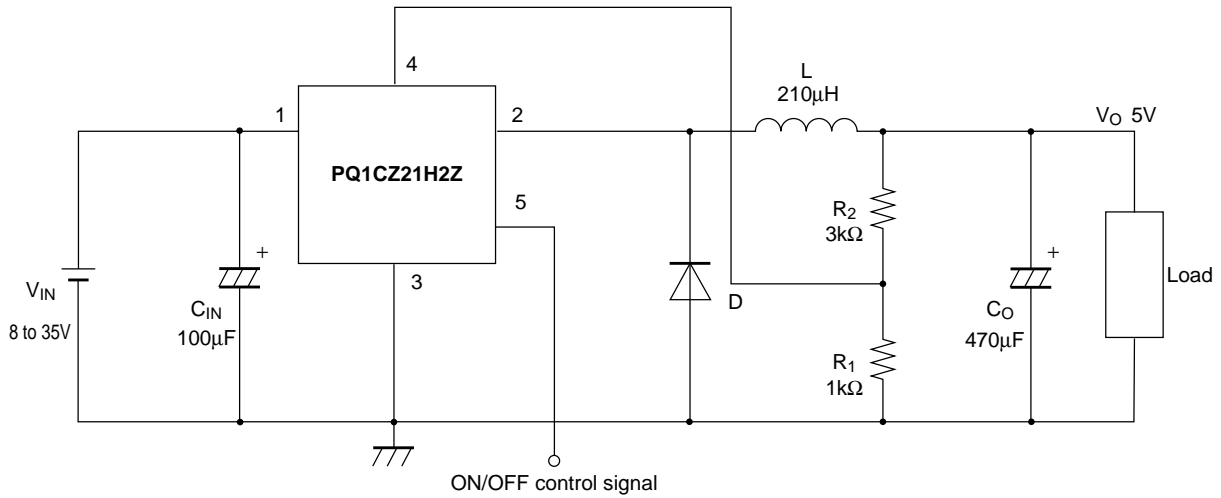 4
L
210μH
1
2
VO 5V
PQ1CZ21H2Z
R2
3kΩ
5
+
+
Load
3
VIN
8 to 35V
CIN
100μF
D
CO
470μF
R1
1kΩ
ON/OFF control signal